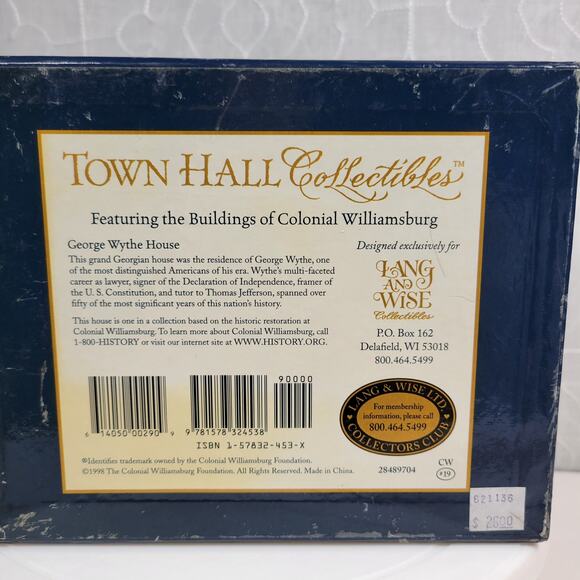 TOWN HALL Collectibles™
Featuring the Buildings of Colonial Williamsburg
George Wythe House
This grand Georgian house was the residence of George Wythe, one
of the most distinguished Americans of his era. Wythe's multi-faceted
career as lawyer, signer of the Declaration of Independence, framer of
the U. S. Constitution, and tutor to Thomas Jefferson, spanned over
fifty of the most significant years of this nation's history.
This house is one in a collection based on the historic restoration at
Colonial Williamsburg. To learn more about Colonial Williamsburg, call
1-800-HISTORY or visit our internet site at WWW.HISTORY.ORG.
Designed exclusively for
LANG
AND
WISE
Collectibles
P.O. Box 162
Delafield, WI 53018
800.464.5499
90000
6 14050 00290 9
9 781578 324538
ISBN 1-57832-453-X
LANG & WISE LTD.
For membership
information, please call
800.464.5499
COLLECTORS CLUB
®Identifies trademark owned by the Colonial Williamsburg Foundation.
©1998 The Colonial Williamsburg Foundation. All Rights Reserved. Made in China.
28489704
CW
#19
621136
$ 26.00